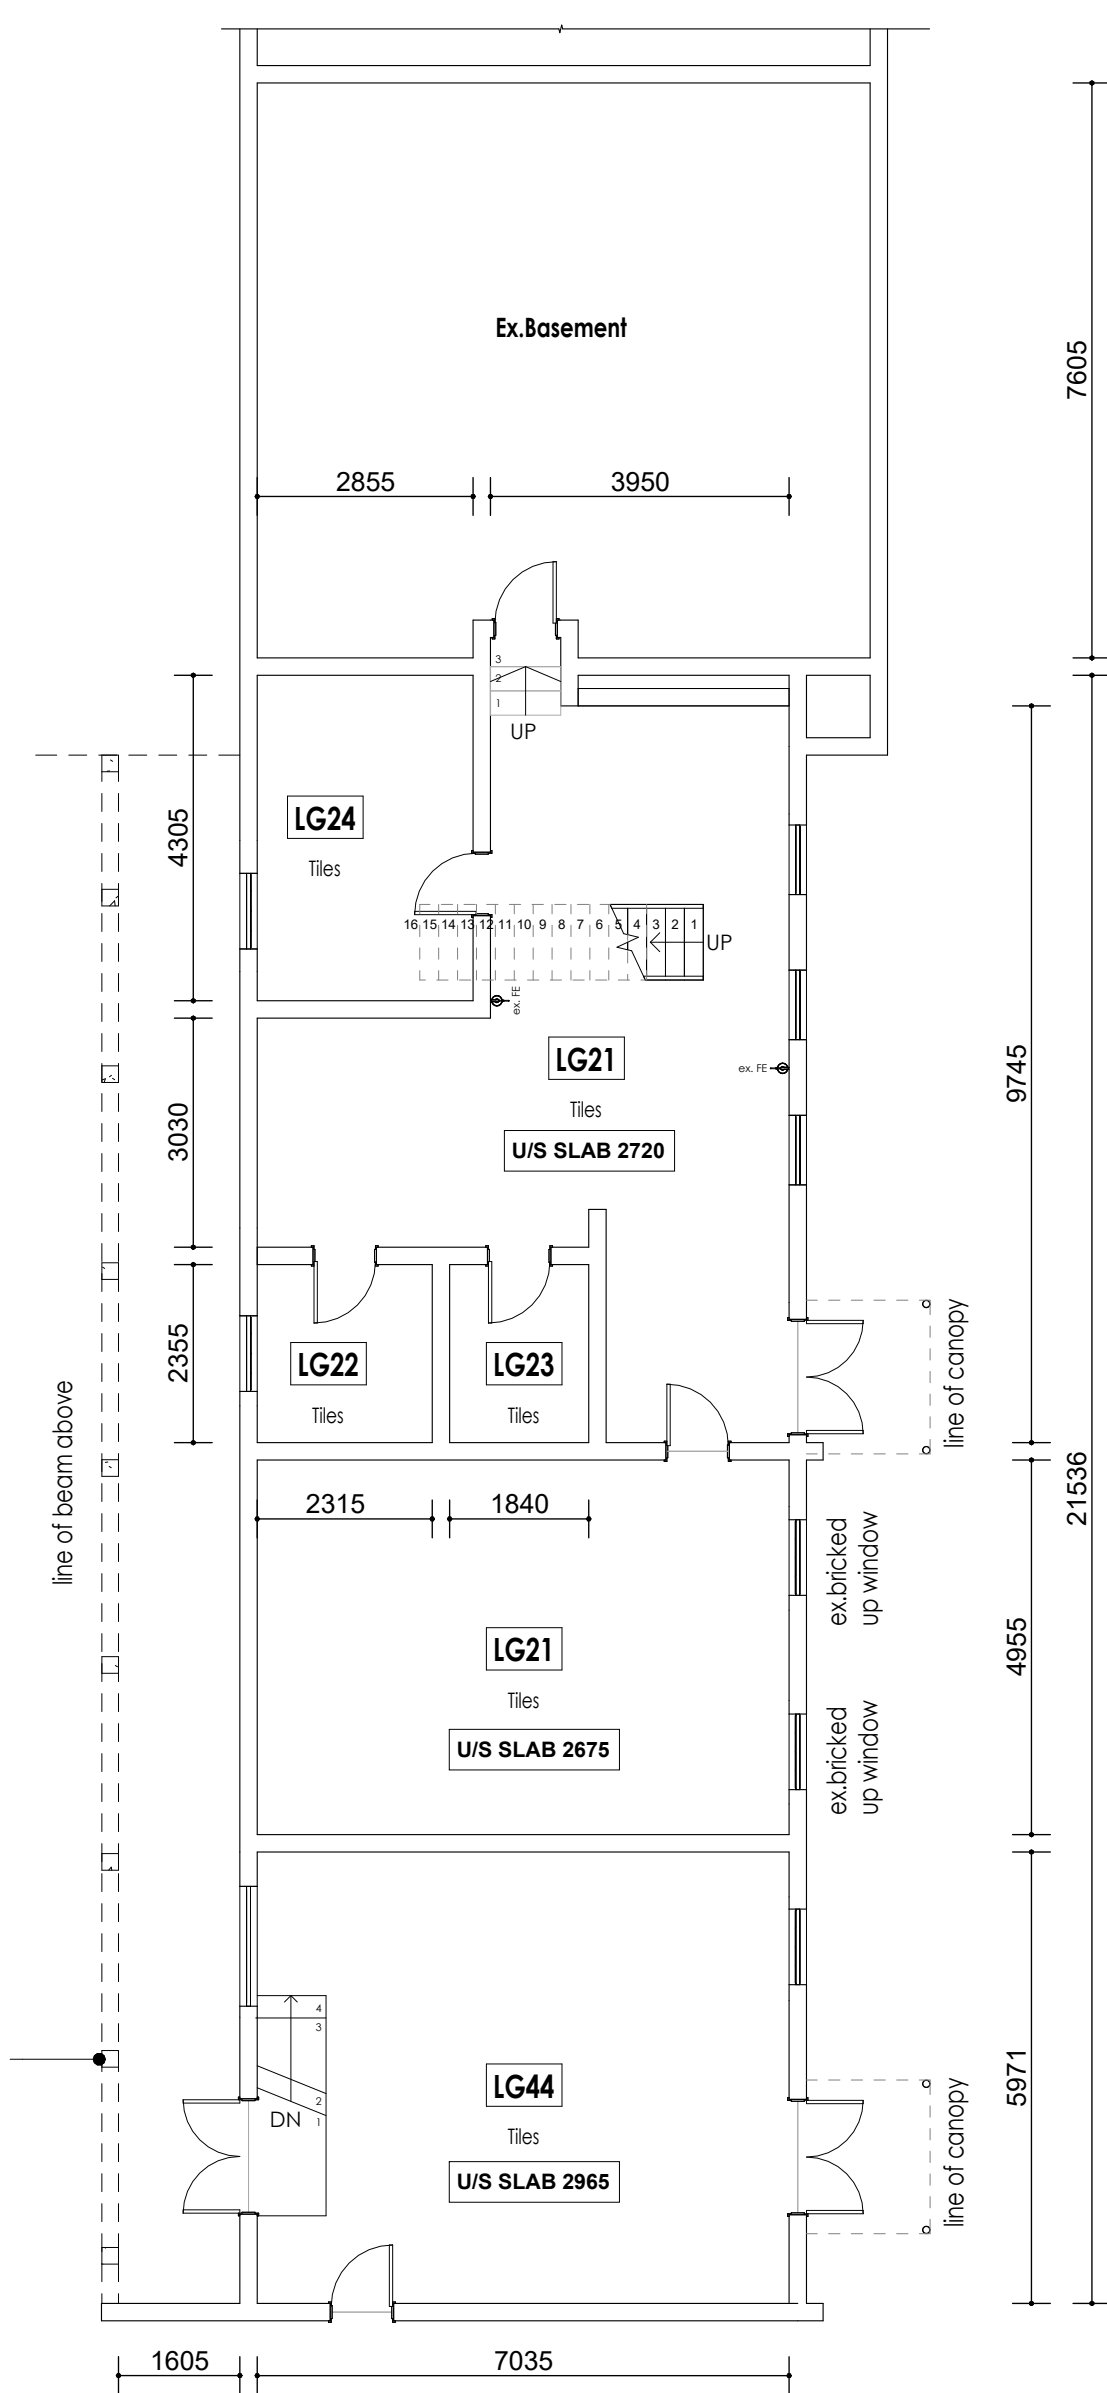 Ex.Basement
7605
2855
3950
3
2
1
UP
LG24
Tiles
4305
16 15 14 13 12 11 10 9 8 7 6 5 4 3 2 1
UP
ex. FE
LG21
Tiles
U/S SLAB 2720
ex. FE
9745
3030
2355
LG22
Tiles
LG23
Tiles
line of canopy
line of beam above
21536
2315
1840
ex.bricked
up window
LG21
Tiles
U/S SLAB 2675
4955
ex.bricked
up window
4
3
2
1
DN
LG44
Tiles
U/S SLAB 2965
5971
line of canopy
1605
7035